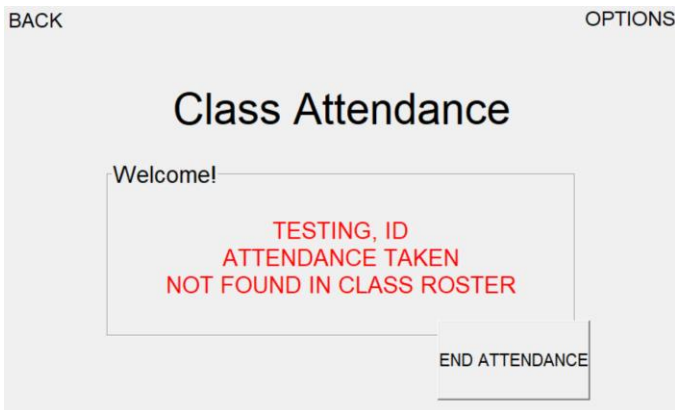 BACK
OPTIONS
Class Attendance
Welcome!
TESTING, ID
ATTENDANCE TAKEN
NOT FOUND IN CLASS ROSTER
END ATTENDANCE